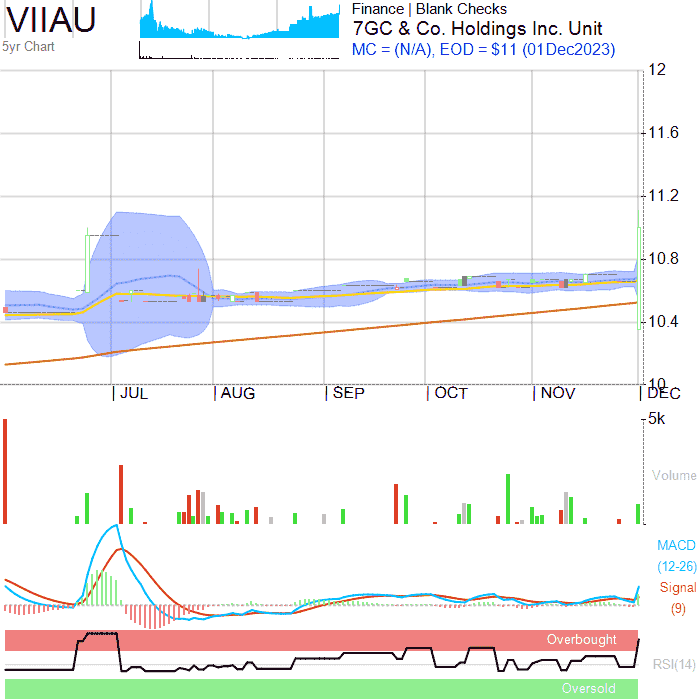 VIIAU
5yr Chart
Finance | Blank Checks
7GC & Co. Holdings Inc. Unit
MC = (N/A), EOD = $11 (01Dec2023)
12
11.6
11.2
10.8
10.4
10
JUL AUG SEP OCT NOV DEC
5k
Volume
MACD
(12-26)
Signal
(9)
Overbought
RSI(14)
Oversold